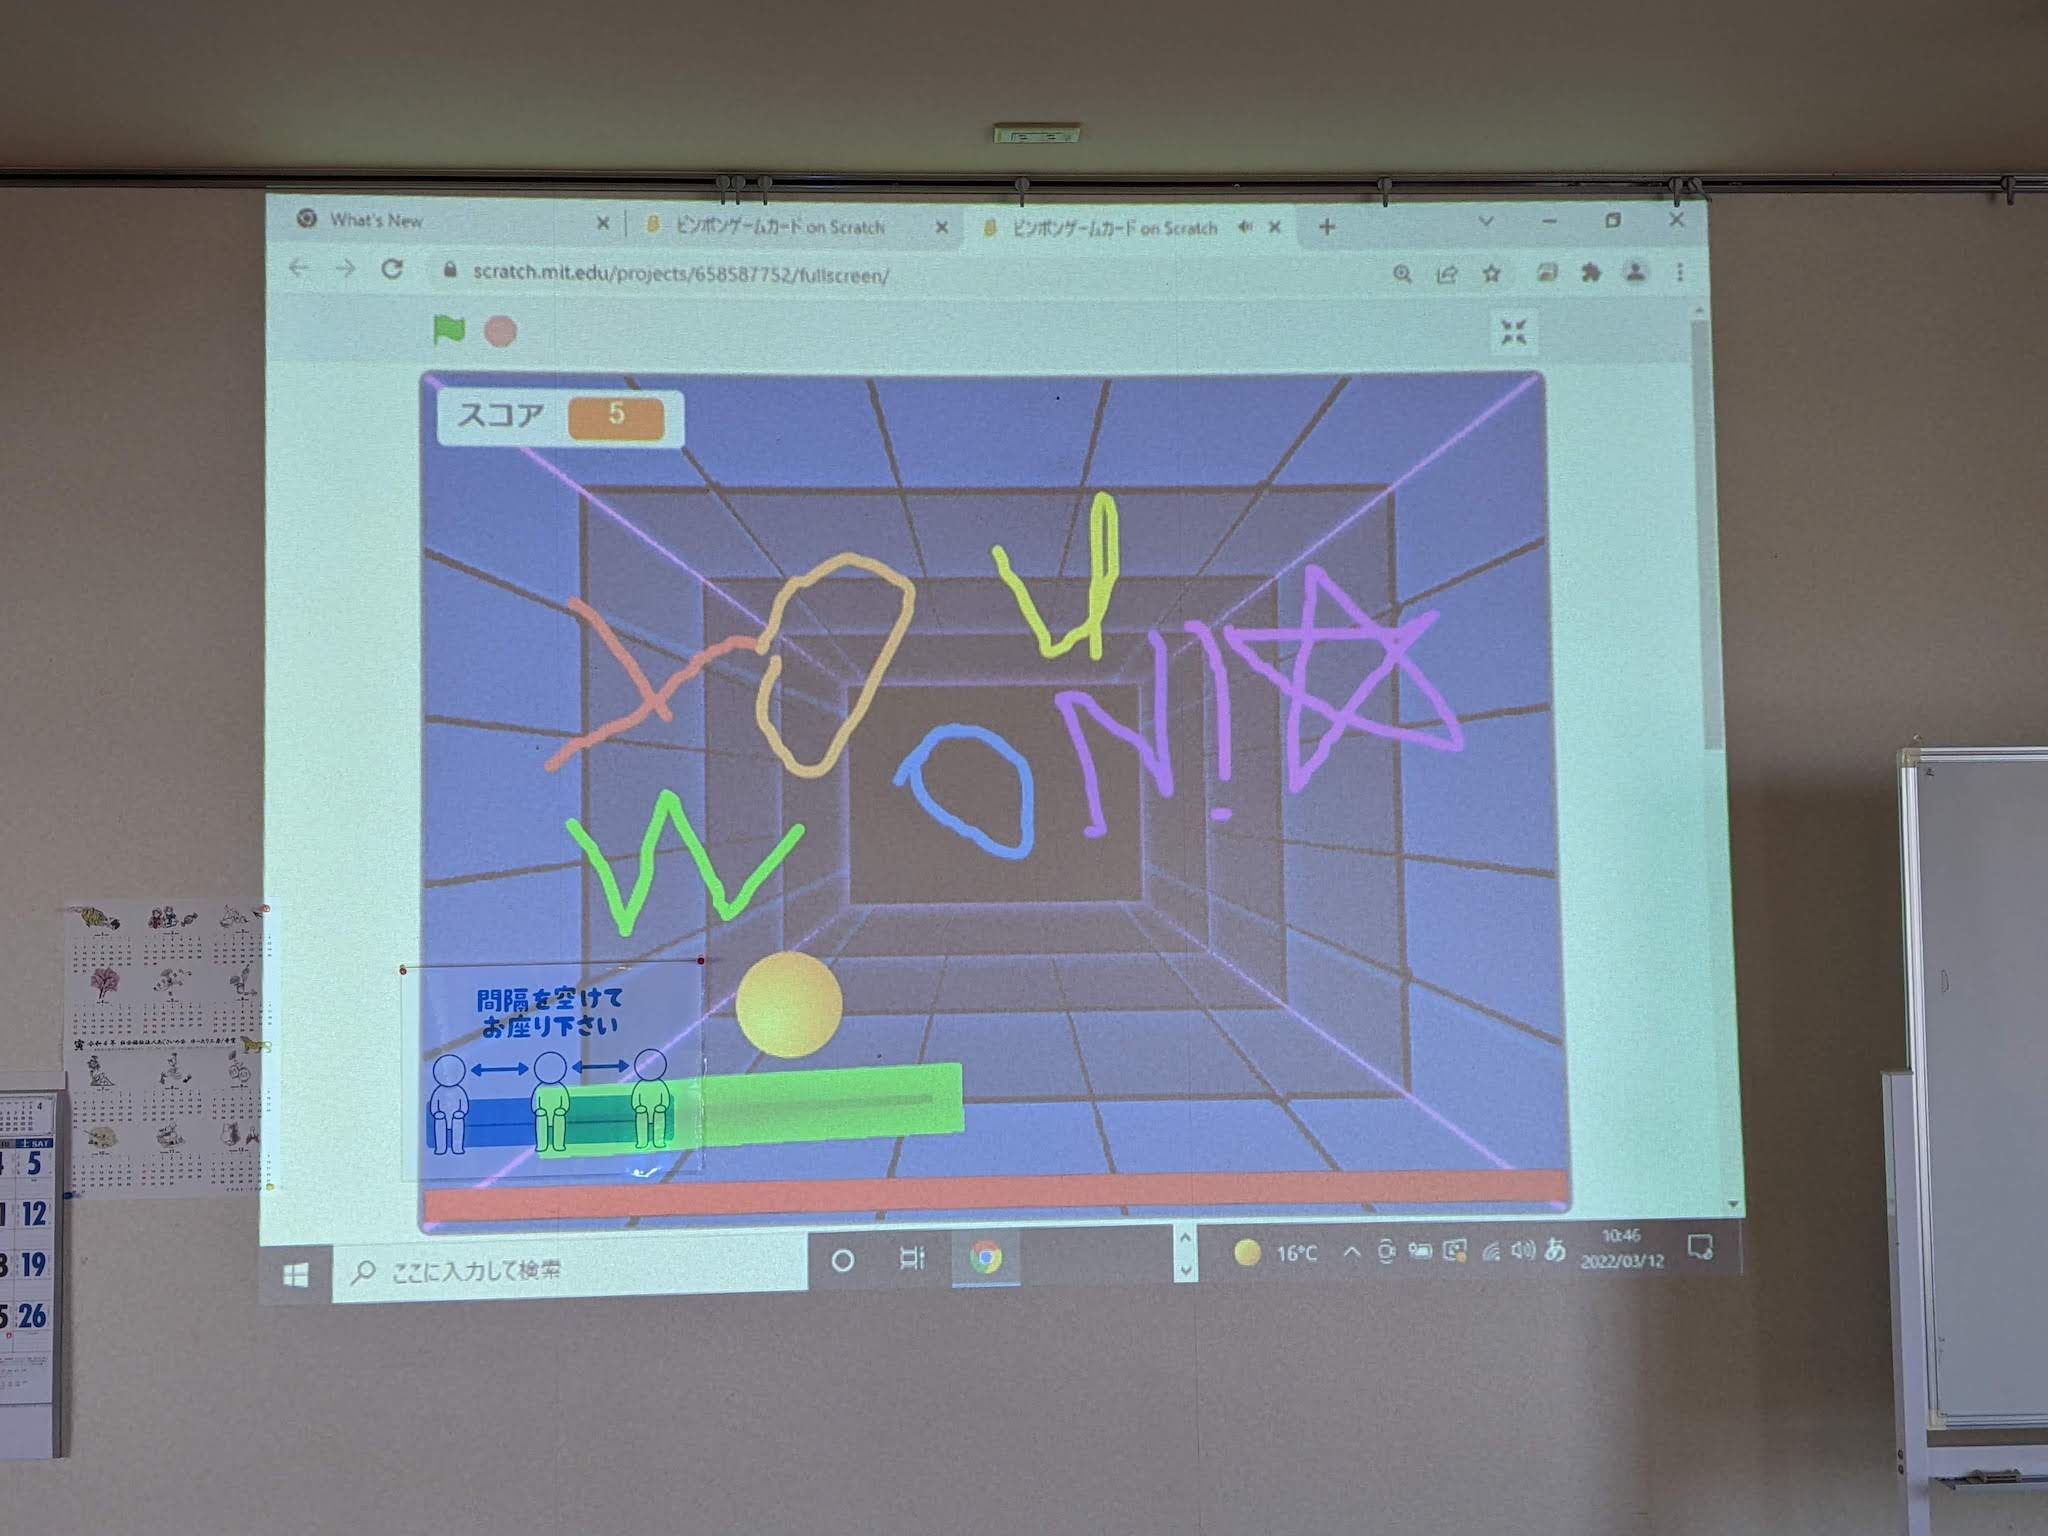 What's New
ピンポンゲームカード on Scratch
ピンポンゲームカード on Scratch
scratch.mit.edu/projects/658587752/fullscreen/
スコア 5
YOU
WON!
間隔を空けて
お座り下さい
4
SAT
5
12
19
26
ここに入力して検索
16°C
あ
10:46
2022/03/12